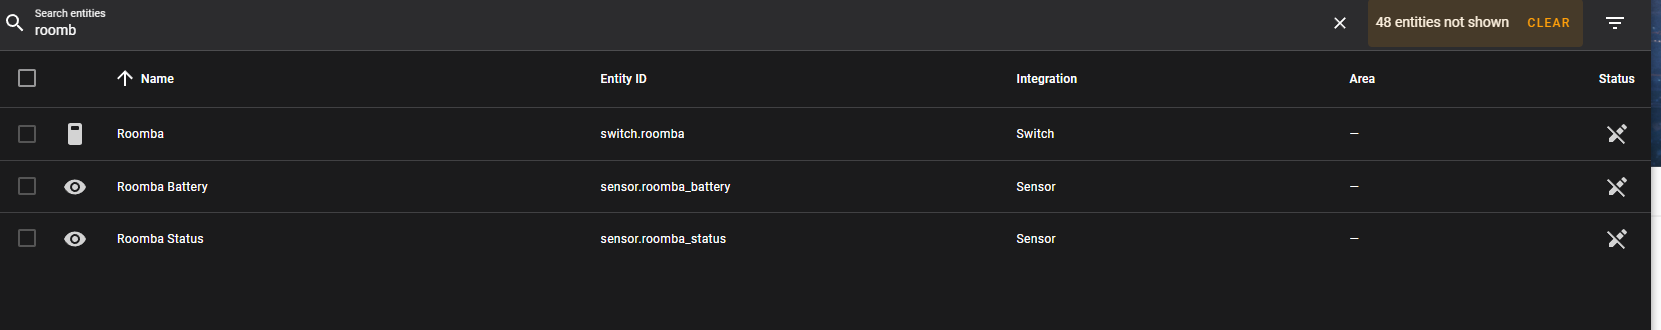 Search entities
roomb
48 entities not shown CLEAR
Name Entity ID Integration Area Status
Roomba switch.roomba Switch —
Roomba Battery sensor.roomba_battery Sensor —
Roomba Status sensor.roomba_status Sensor —